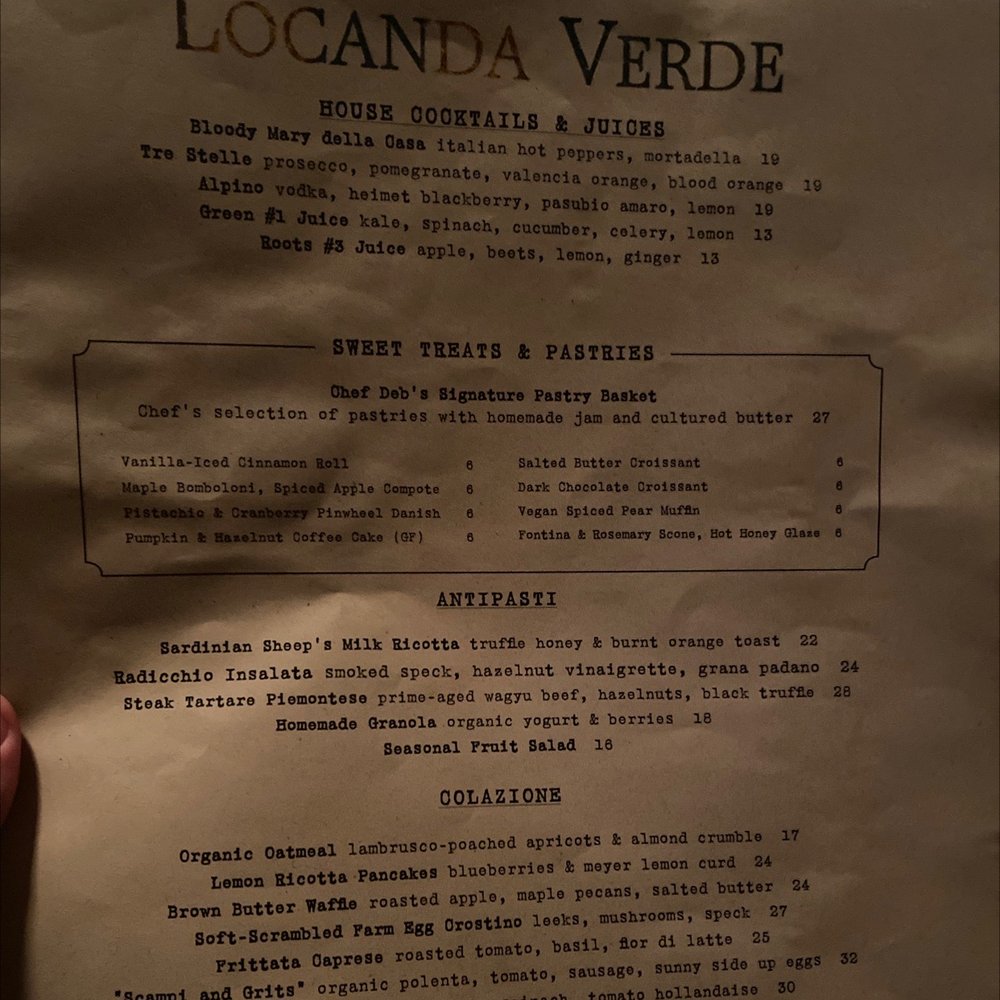 LOCANDA VERDE
HOUSE COCKTAILS & JUICES
Bloody Mary della Casa italian hot peppers, mortadella 19
Tre Stelle prosecco, pomegranate, valencia orange, blood orange 19
Alpino vodka, heimet blackberry, pasubio amaro, lemon 19
Green #1 Juice kale, spinach, cucumber, celery, lemon 13
Roots #3 Juice apple, beets, lemon, ginger 13
SWEET TREATS & PASTRIES
Chef Deb's Signature Pastry Basket
Chef's selection of pastries with homemade jam and cultured butter 27
Vanilla-Iced Cinnamon Roll 6
Maple Bomboloni, Spiced Apple Compote 6
Pistachio & Cranberry Pinwheel Danish 6
Pumpkin & Hazelnut Coffee Cake (GF) 6
Salted Butter Croissant 6
Dark Chocolate Croissant 6
Vegan Spiced Pear Muffin 6
Fontina & Rosemary Scone, Hot Honey Glaze 6
ANTIPASTI
Sardinian Sheep's Milk Ricotta truffle honey & burnt orange toast 22
Radicchio Insalata smoked speck, hazelnut vinaigrette, grana padano 24
Steak Tartare Piemontese prime-aged wagyu beef, hazelnuts, black truffle 28
Homemade Granola organic yogurt & berries 18
Seasonal Fruit Salad 16
COLAZIONE
Organic Oatmeal lambrusco-poached apricots & almond crumble 17
Lemon Ricotta Pancakes blueberries & meyer lemon curd 24
Brown Butter Waffle roasted apple, maple pecans, salted butter 24
Soft-Scrambled Farm Egg Crostino leeks, mushrooms, speck 27
Frittata Caprese roasted tomato, basil, fior di latte 25
"Scampi and Grits" organic polenta, tomato, sausage, sunny side up eggs 32
tomato hollandaise 30